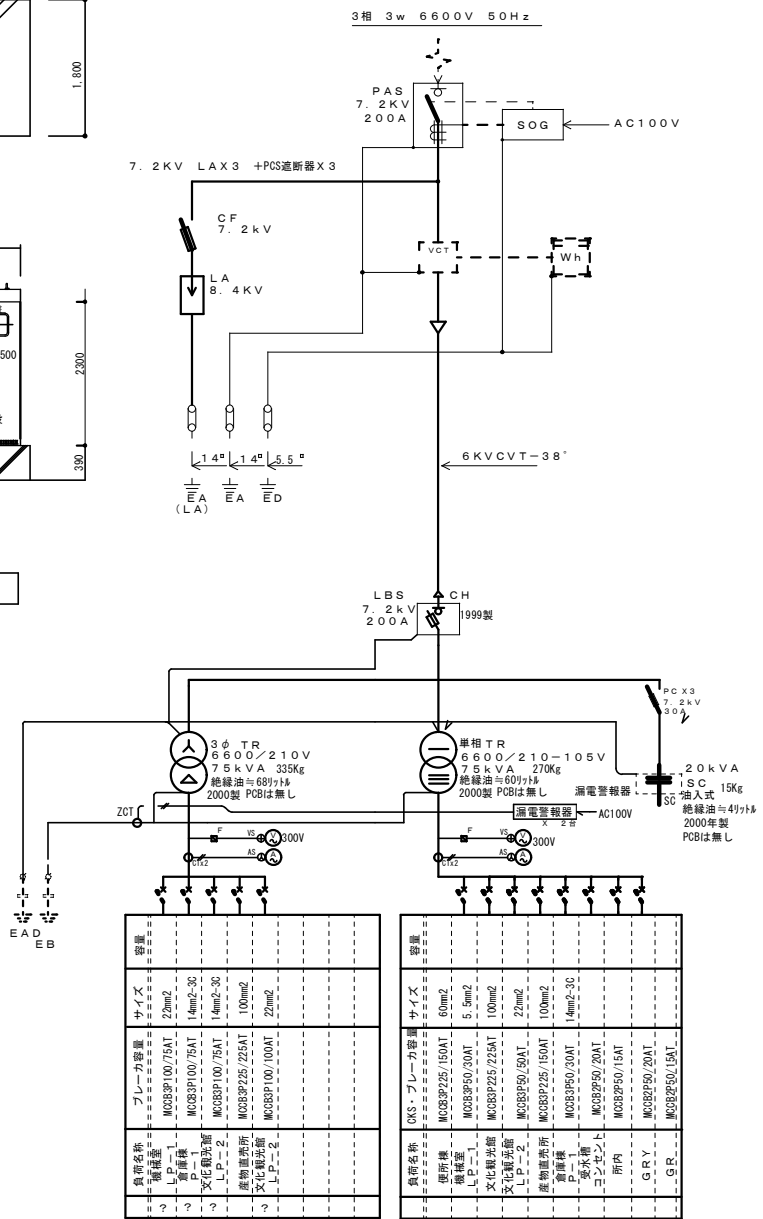 3相 3w 6600V 50Hz
1,800
PAS
7.2KV
200A
SOG
AC100V
7.2KV LAX3 +PCS遮断器X3
CF
7.2kV
VCT
Wh
LA
8.4KV
500
2300
390
14°
14°
5.5°
EA
(LA)
EA
ED
6KVCVT-38°
LBS
7.2kV
200A
CH
1999製
PC X3
7.2kV
30A
3φ TR
6600/210V
75kVA 335Kg
絶縁油≒68リットル
2000製 PCBは無し
単相TR
6600/210-105V
75kVA 270Kg
絶縁油≒60リットル
2000製 PCBは無し
20kVA
SC
油入式 15Kg
絶縁油≒4リットル
2000年製
PCBは無し
SC
漏電警報器
漏電警報器
X 2台
AC100V
ZCT
F
VS
V
300V
AS
A
CTx2
F
VS
V
300V
AS
A
CTx2
EAD
EB
容量
サイズ
22mm2
14mm2-3C
14mm2-3C
100mm2
22mm2
ブレーカ容量
MCCB3P100/75AT
MCCB3P100/75AT
MCCB3P100/75AT
MCCB3P225/225AT
MCCB3P100/100AT
負荷名称
機械室
LP-1
倉庫棟
P-1
文化観光館
LP-2
産物直売所
文化観光館
LP-2
?
?
?
?
容量
サイズ
60mm2
5.5mm2
100mm2
22mm2
100mm2
14mm2-3C
CKS・ブレーカ容量
MCCB3P225/150AT
MCCB3P50/30AT
MCCB3P225/225AT
MCCB3P50/50AT
MCCB3P225/150AT
MCCB3P50/30AT
MCCB2P50/20AT
MCCB2P50/15AT
MCCB2P50/20AT
MCCB2P50/15AT
負荷名称
便所棟
機械室
LP-1
文化観光館
文化観光館
LP-2
産物直売所
倉庫棟
P-1
受水槽
コンセント
所内
GRY
GR